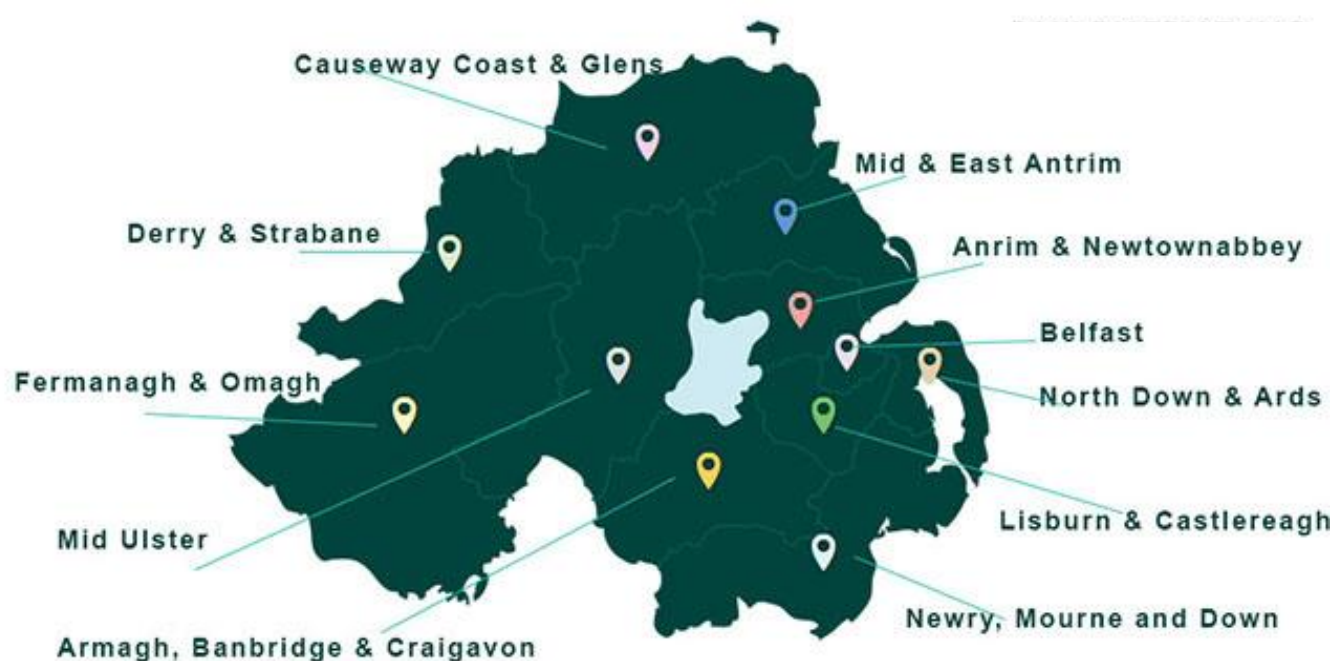 Causeway Coast & Glens
Mid & East Antrim
Derry & Strabane
Anrim & Newtownabbey
Belfast
Fermanagh & Omagh
North Down & Ards
Lisburn & Castlereagh
Mid Ulster
Newry, Mourne and Down
Armagh, Banbridge & Craigavon